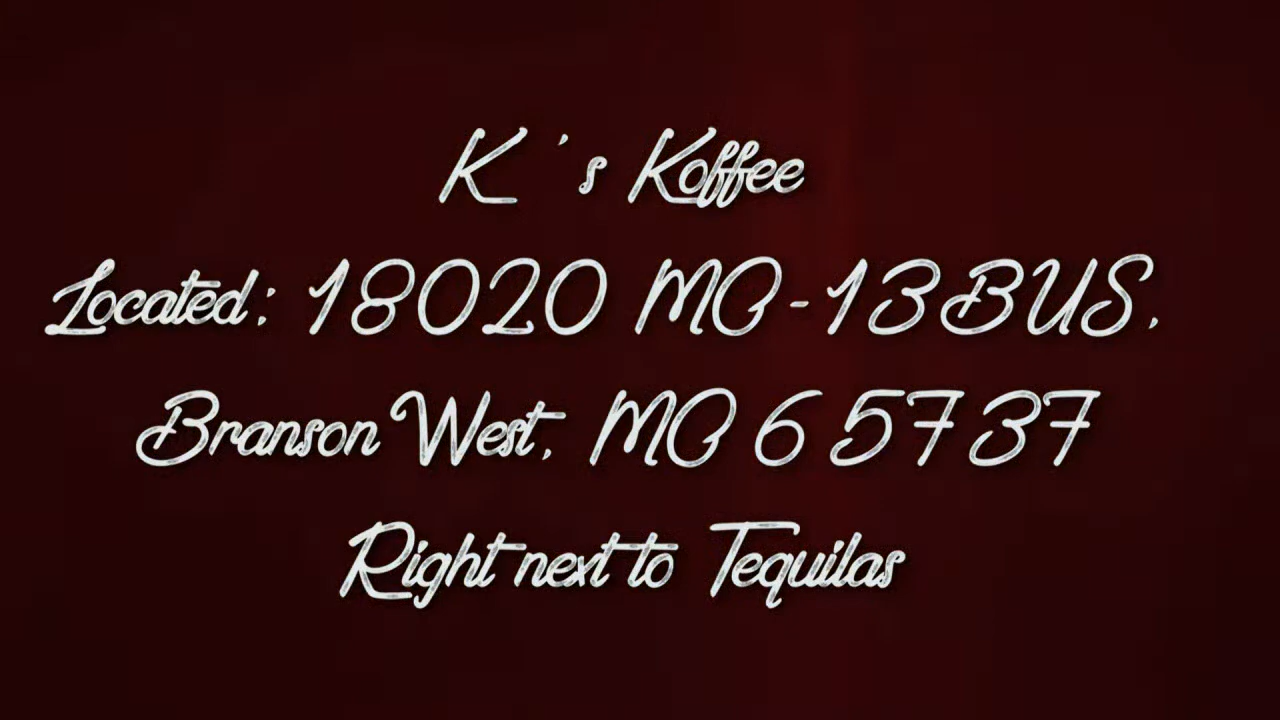 K's Koffee
Located: 18020 MO-13BUS,
Branson West, MO 65737
Right next to Tequilas